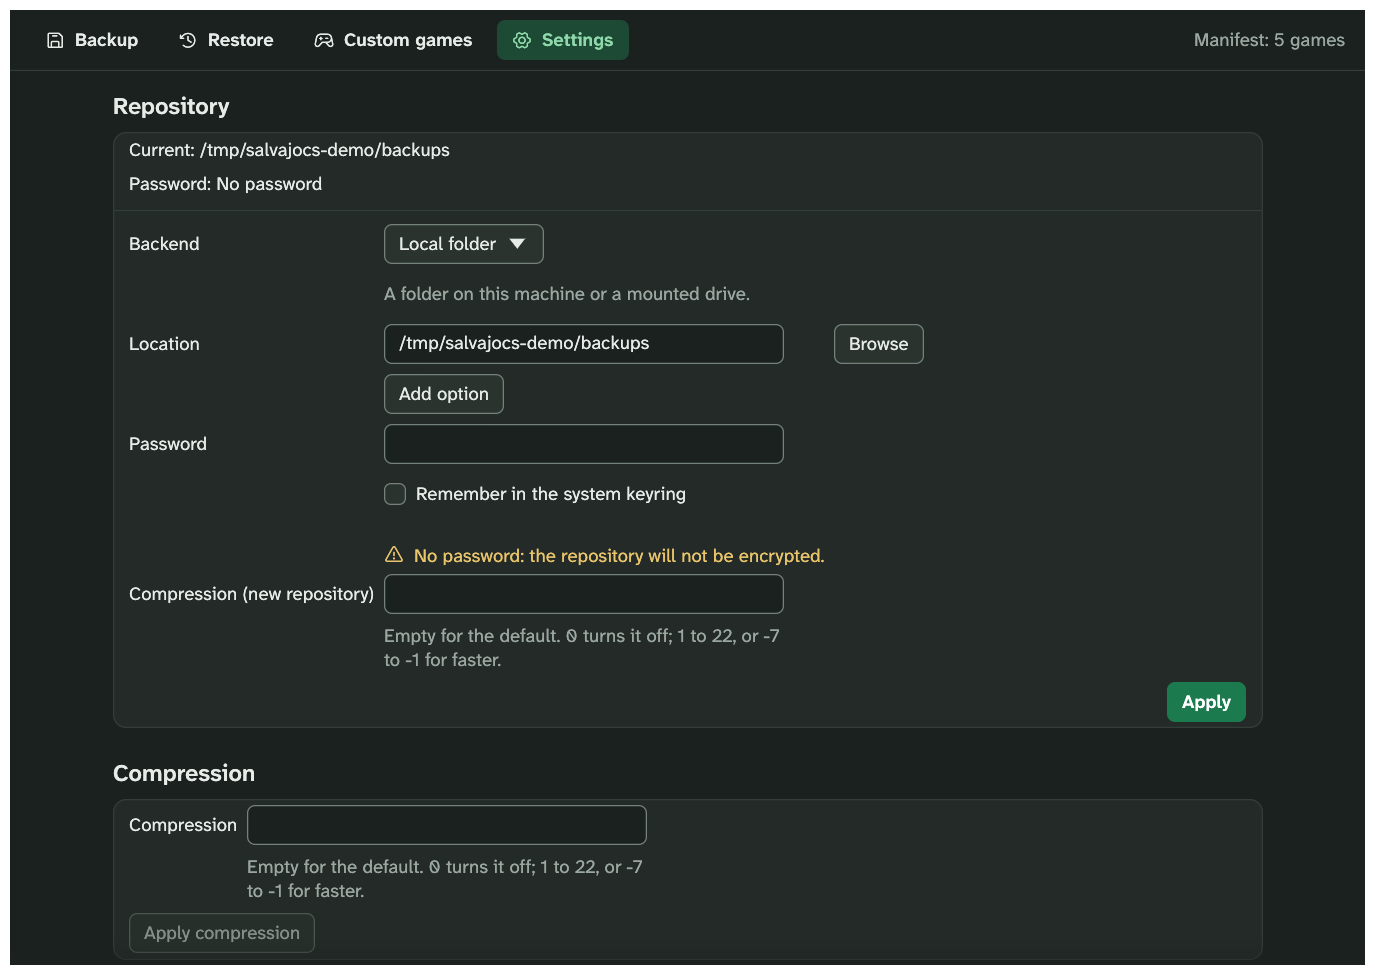 Backup Restore Custom games Settings Manifest: 5 games
Repository
Current: /tmp/salvajocs-demo/backups
Password: No password
Backend Local folder
A folder on this machine or a mounted drive.
Location /tmp/salvajocs-demo/backups Browse
Add option
Password
Remember in the system keyring
No password: the repository will not be encrypted.
Compression (new repository)
Empty for the default. 0 turns it off; 1 to 22, or -7
to -1 for faster.
Apply
Compression
Compression
Empty for the default. 0 turns it off; 1 to 22, or -7
to -1 for faster.
Apply compression